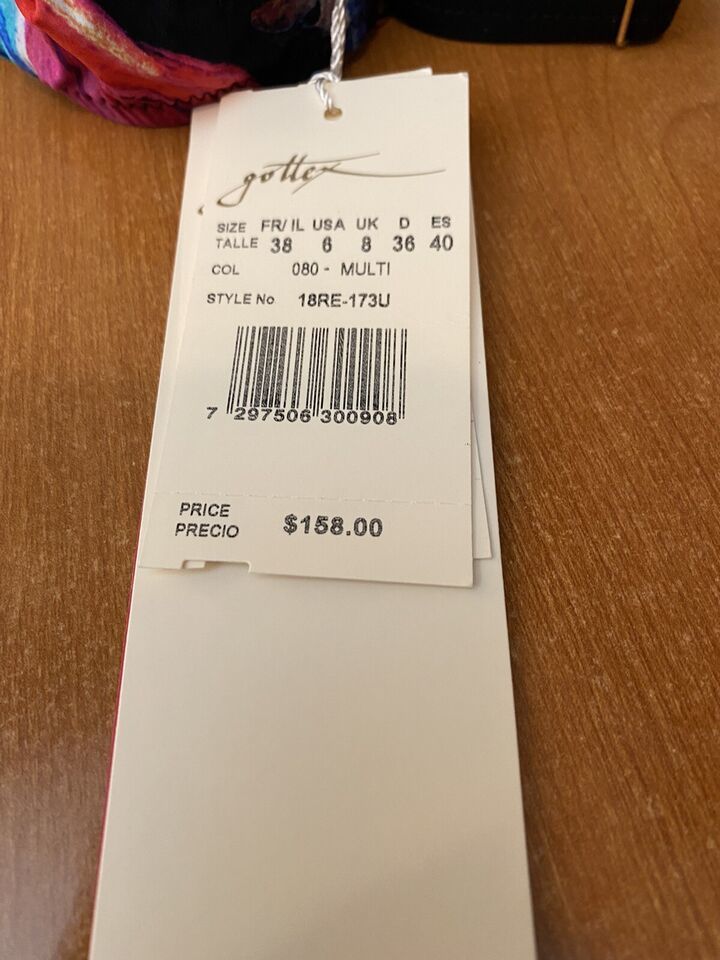 gottex
SIZE FR/IL USA UK D ES
TALLE 38 6 8 36 40
COL 080 - MULTI
STYLE No 18RE-173U
7 297506 300908
PRICE
PRECIO $158.00